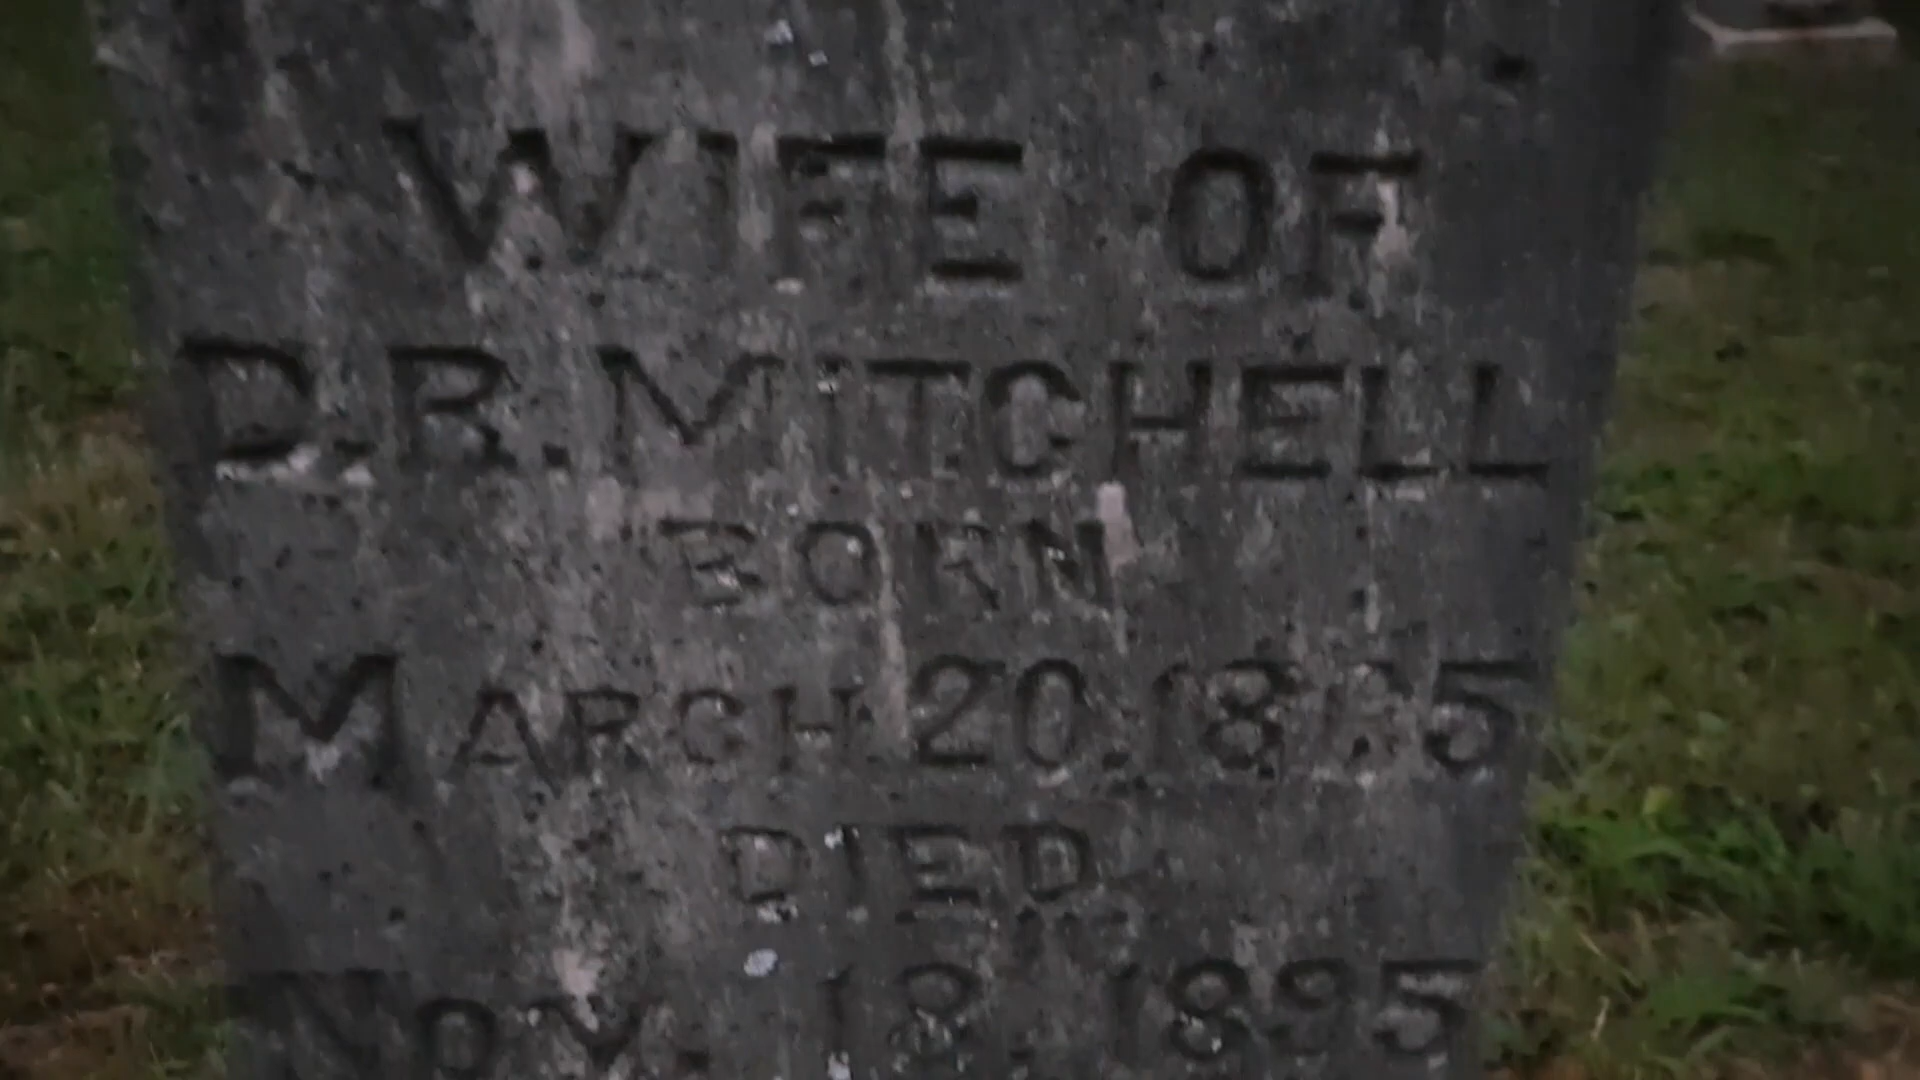 WIFE OF
D.R. MITCHELL
BORN
MARCH 20,
DIED
NOV. 18, 1895